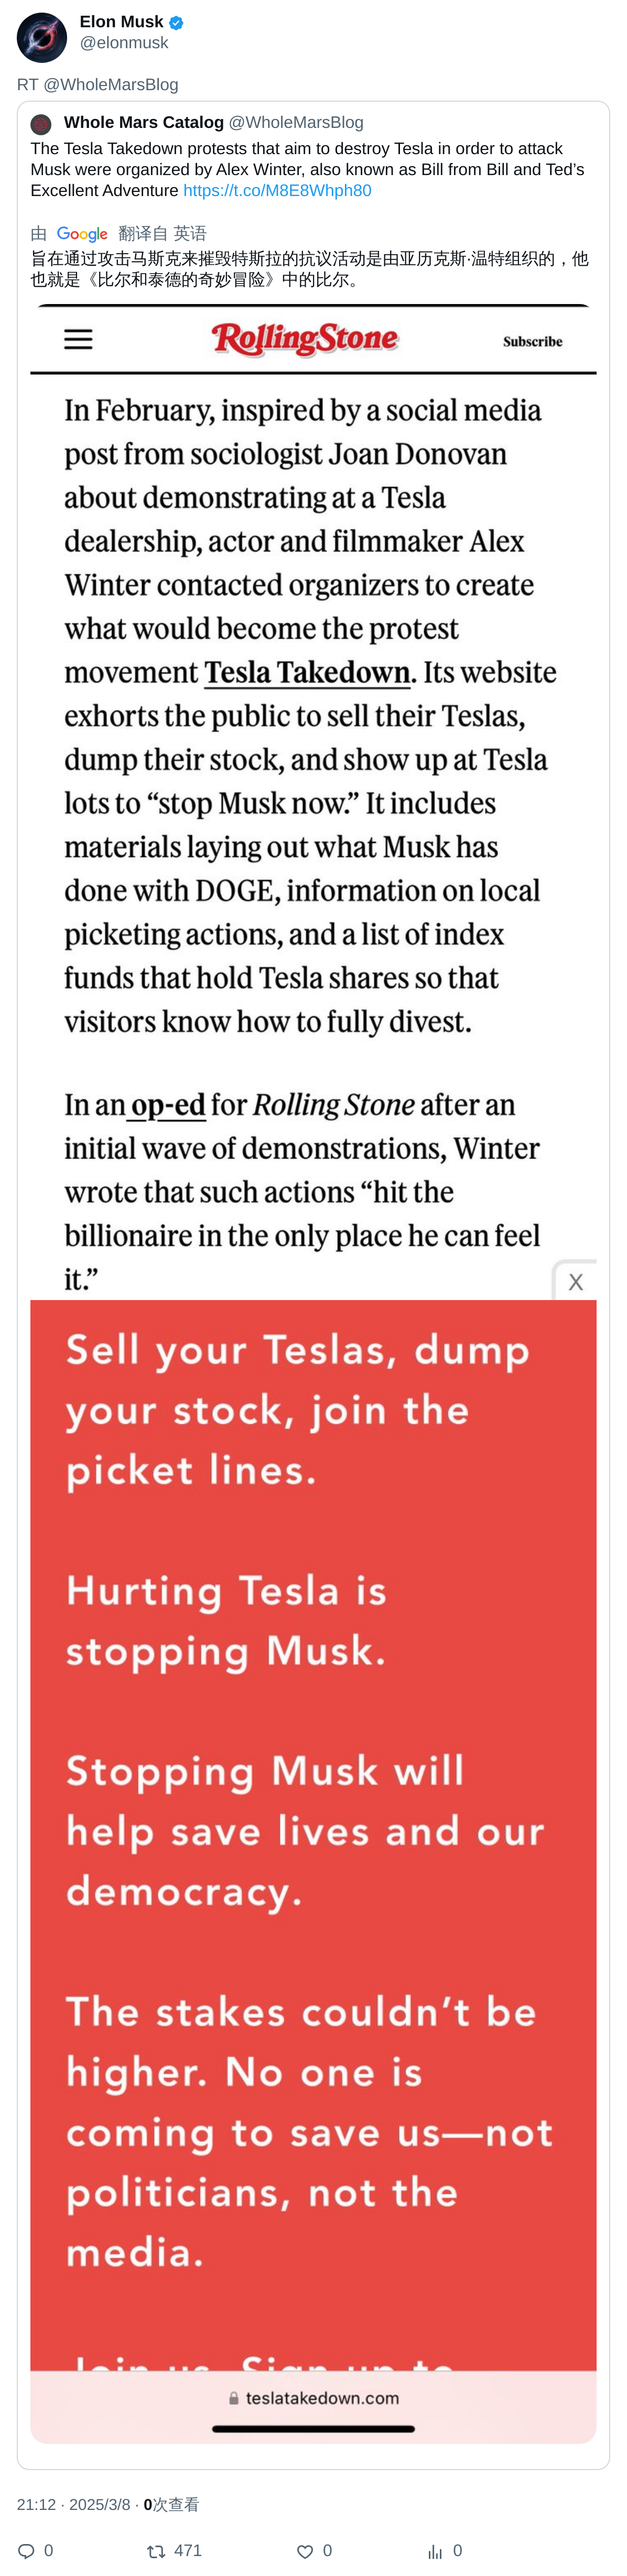 Elon Musk
@elonmusk
RT @WholeMarsBlog
Whole Mars Catalog @WholeMarsBlog
The Tesla Takedown protests that aim to destroy Tesla in order to attack
Musk were organized by Alex Winter, also known as Bill from Bill and Ted’s
Excellent Adventure https://t.co/M8E8Whph80
由 Google 翻译自 英语
旨在通过攻击马斯克来摧毁特斯拉的抗议活动是由亚历克斯·温特组织的，他
也就是《比尔和泰德的奇妙冒险》中的比尔。
RollingStone
Subscribe
In February, inspired by a social media
post from sociologist Joan Donovan
about demonstrating at a Tesla
dealership, actor and filmmaker Alex
Winter contacted organizers to create
what would become the protest
movement Tesla Takedown. Its website
exhorts the public to sell their Teslas,
dump their stock, and show up at Tesla
lots to “stop Musk now.” It includes
materials laying out what Musk has
done with DOGE, information on local
picketing actions, and a list of index
funds that hold Tesla shares so that
visitors know how to fully divest.
In an op-ed for Rolling Stone after an
initial wave of demonstrations, Winter
wrote that such actions “hit the
billionaire in the only place he can feel
it.”
X
Sell your Teslas, dump
your stock, join the
picket lines.
Hurting Tesla is
stopping Musk.
Stopping Musk will
help save lives and our
democracy.
The stakes couldn’t be
higher. No one is
coming to save us—not
politicians, not the
media.
Join us. Sign up to
teslatakedown.com
21:12 · 2025/3/8 · 0次查看
0 471 0 0